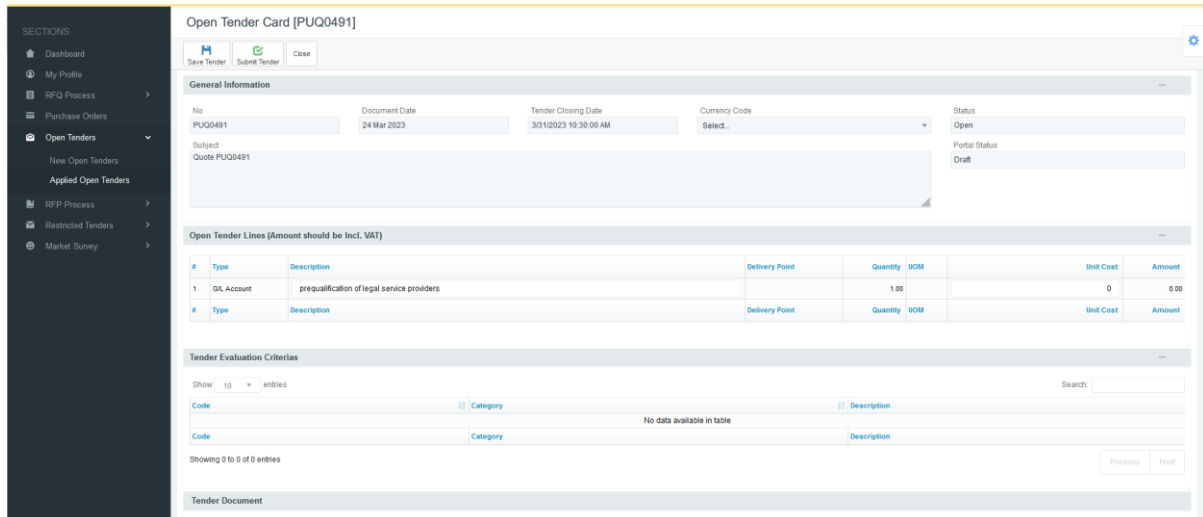 SECTIONS
Dashboard
My Profile
RFQ Process
Purchase Orders
Open Tenders
New Open Tenders
Applied Open Tenders
RFP Process
Restricted Tenders
Market Survey
Open Tender Card [PUQ0491]
Save Tender Submit Tender Close
General Information
No Document Date Tender Closing Date Currency Code Status
PUQ0491 24 Mar 2023 3/31/2023 10:30:00 AM Select... Open
Subject Portal Status
Quote PUQ0491 Draft
Open Tender Lines (Amount should be Incl. VAT)
# Type Description Delivery Point Quantity UOM Unit Cost Amount
1 G/L Account prequalification of legal service providers 1.00 0 0.00
# Type Description Delivery Point Quantity UOM Unit Cost Amount
Tender Evaluation Criterias
Show 10 entries Search:
Code Category Description
No data available in table
Code Category Description
Showing 0 to 0 of 0 entries Previous Next
Tender Document